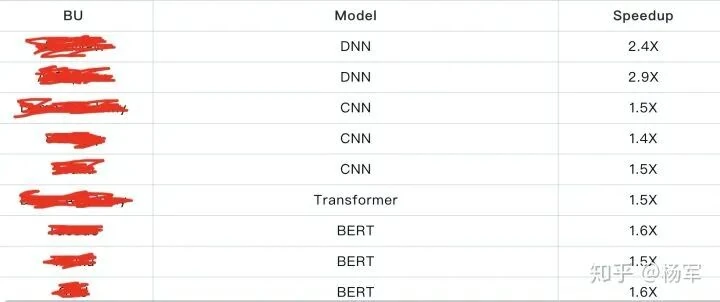 BU Model Speedup
DNN 2.4X
DNN 2.9X
CNN 1.5X
CNN 1.4X
CNN 1.5X
Transformer 1.5X
BERT 1.6X
BERT 1.5X
BERT 1.6X
知乎 @杨军